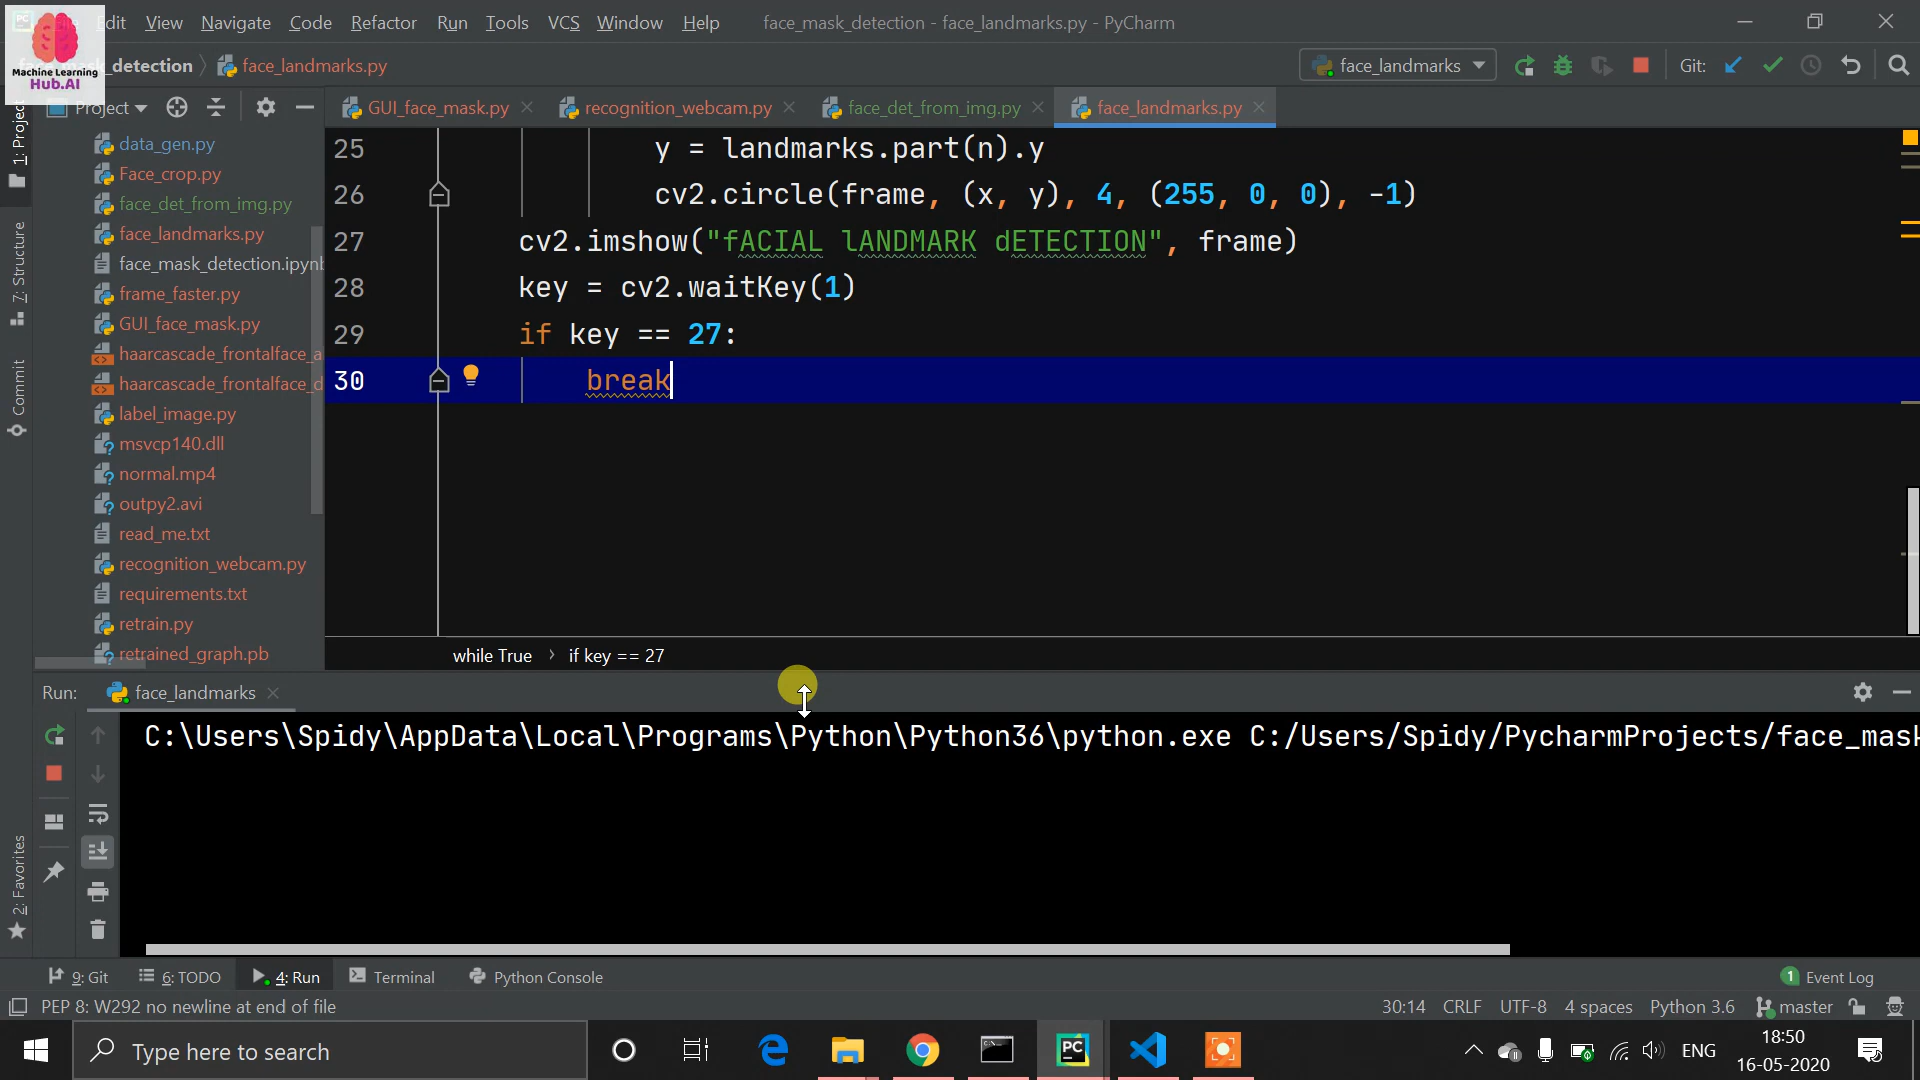 Edit View Navigate Code Refactor Run Tools VCS Window Help face_mask_detection - face_landmarks.py - PyCharm
Machine Learning
Hub.AI
detection face_landmarks.py face_landmarks Git:
Project GUI_face_mask.py recognition_webcam.py face_det_from_img.py face_landmarks.py
1: Project
7: Structure
Commit
2: Favorites
data_gen.py
Face_crop.py
face_det_from_img.py
face_landmarks.py
face_mask_detection.ipynb
frame_faster.py
GUI_face_mask.py
haarcascade_frontalface_a
haarcascade_frontalface_d
label_image.py
msvcp140.dll
normal.mp4
outpy2.avi
read_me.txt
recognition_webcam.py
requirements.txt
retrain.py
retrained_graph.pb
25 y = landmarks.part(n).y
26 cv2.circle(frame, (x, y), 4, (255, 0, 0), -1)
27 cv2.imshow("fACIAL lANDMARK dETECTION", frame)
28 key = cv2.waitKey(1)
29 if key == 27:
30 break
while True › if key == 27
Run: face_landmarks
C:\Users\Spidy\AppData\Local\Programs\Python\Python36\python.exe C:/Users/Spidy/PycharmProjects/face_mask
9: Git 6: TODO 4: Run Terminal Python Console 1 Event Log
PEP 8: W292 no newline at end of file 30:14 CRLF UTF-8 4 spaces Python 3.6 master
Type here to search PC ENG
18:50
16-05-2020